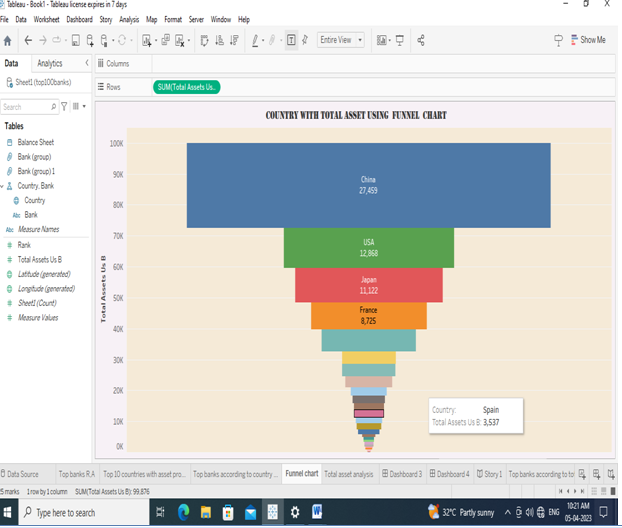 Tableau - Book1 - Tableau license expires in 7 days
File Data Worksheet Dashboard Story Analysis Map Format Server Window Help
Entire View
Show Me
Data Analytics
Columns
Sheet1 (top100banks)
Rows SUM(Total Assets Us..
Search
Tables
Balance Sheet
Bank (group)
Bank (group) 1
Country, Bank
Country
Abc Bank
Abc Measure Names
# Rank
# Total Assets Us B
Latitude (generated)
Longitude (generated)
# Sheet1 (Count)
# Measure Values
COUNTRY WITH TOTAL ASSET USING FUNNEL CHART
Total Assets Us B
100K
90K
80K
70K
60K
50K
40K
30K
20K
10K
0K
China
27,459
USA
12,868
Japan
11,122
France
8,725
Country: Spain
Total Assets Us B: 3,537
Data Source Top banks R.A Top 10 countries with asset pro... Top banks according to country ... Funnel chart Total asset analysis Dashboard 3 Dashboard 4 Story 1 Top banks according to tot
5 marks 1 row by 1 column SUM(Total Assets Us B): 99,876
Type here to search
32°C Partly sunny
ENG
10:21 AM
05-04-2023